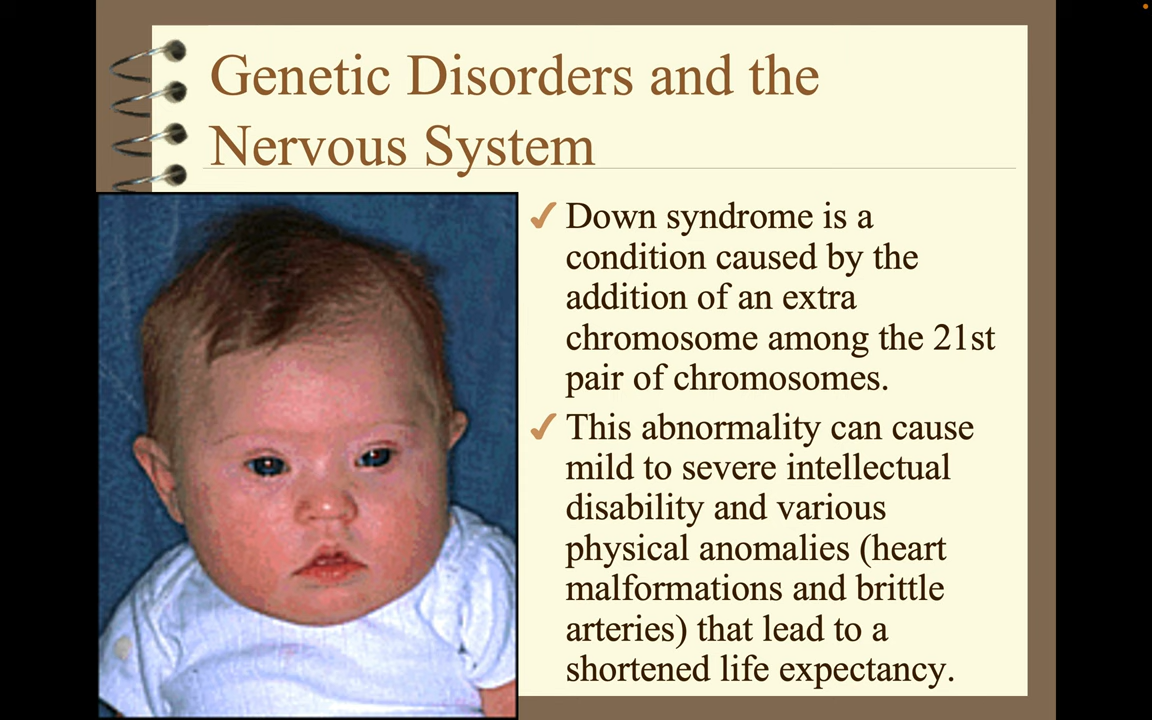 Genetic Disorders and the
Nervous System
✓ Down syndrome is a
condition caused by the
addition of an extra
chromosome among the 21st
pair of chromosomes.
✓ This abnormality can cause
mild to severe intellectual
disability and various
physical anomalies (heart
malformations and brittle
arteries) that lead to a
shortened life expectancy.